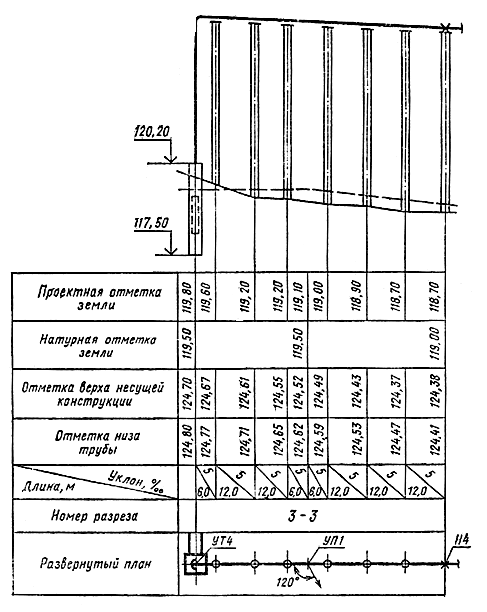 120,20
117,50
Проектная отметка земли
119,80 119,60 119,20 119,20 119,10 119,00 118,90 118,70 118,70
Натурная отметка земли
119,50 119,50 119,00
Отметка верха несущей конструкции
124,70 124,67 124,61 124,55 124,52 124,49 124,43 124,37 124,38
Отметка низа трубы
124,80 124,77 124,71 124,65 124,62 124,59 124,53 124,47 124,41
Уклон, ‰
5 5 5 5 5 5 5 5
Длина, м
6,0 12,0 12,0 6,0 6,0 12,0 12,0 12,0
Номер разреза
3-3
Развернутый план
УТ4 УП1 114
120°